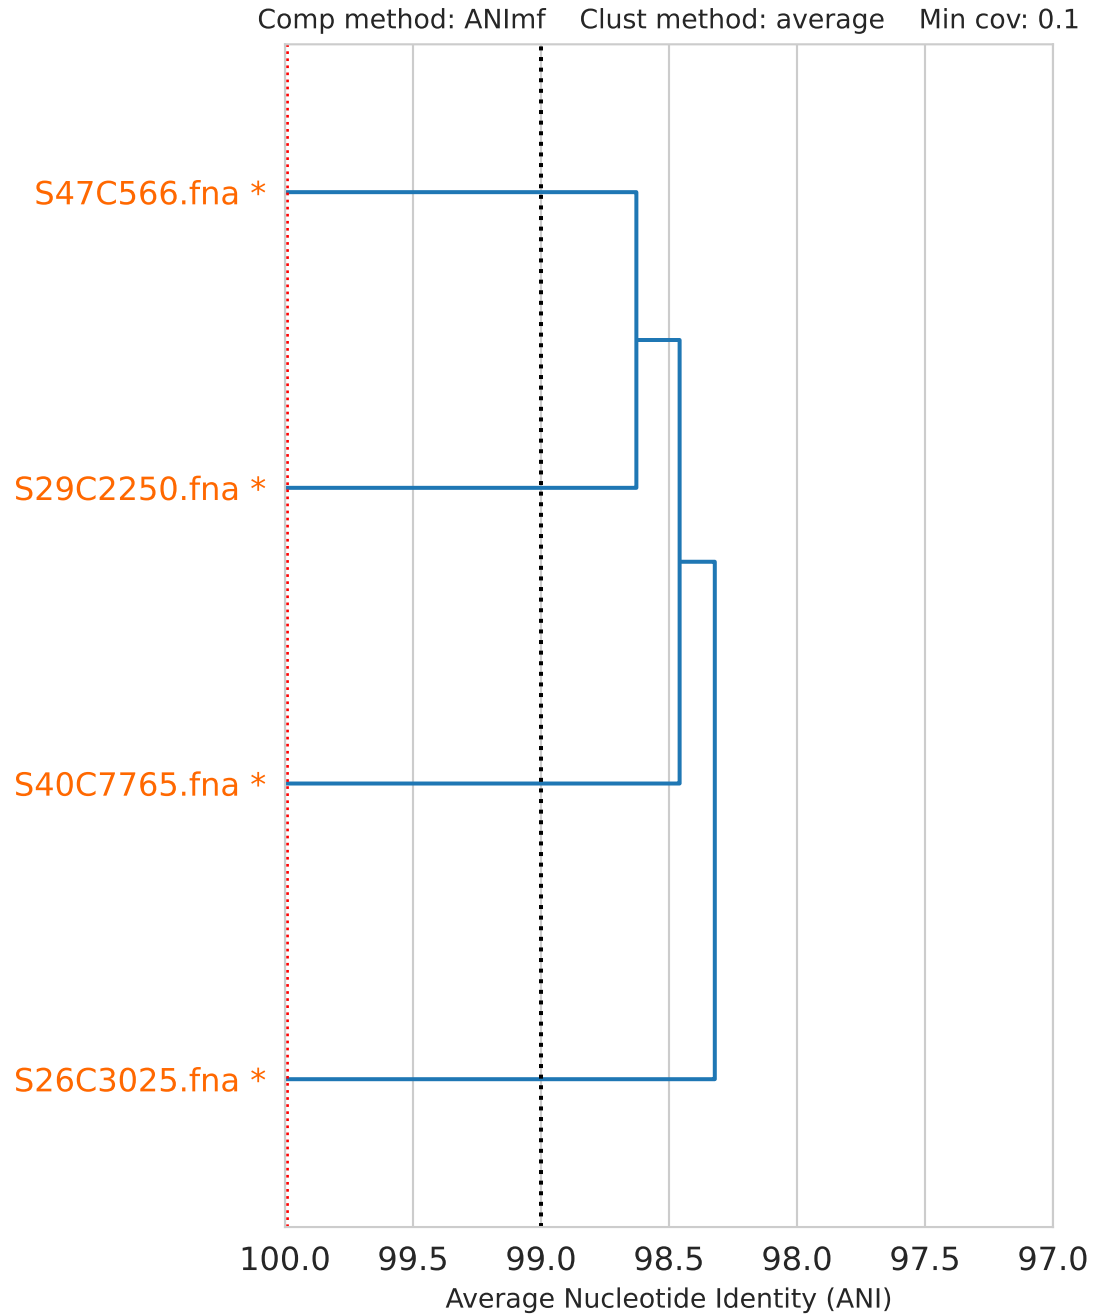 Comp method: ANImf    Clust method: average    Min cov: 0.1
S47C566.fna *
S29C2250.fna *
S40C7765.fna *
S26C3025.fna *
100.0 99.5 99.0 98.5 98.0 97.5 97.0
Average Nucleotide Identity (ANI)